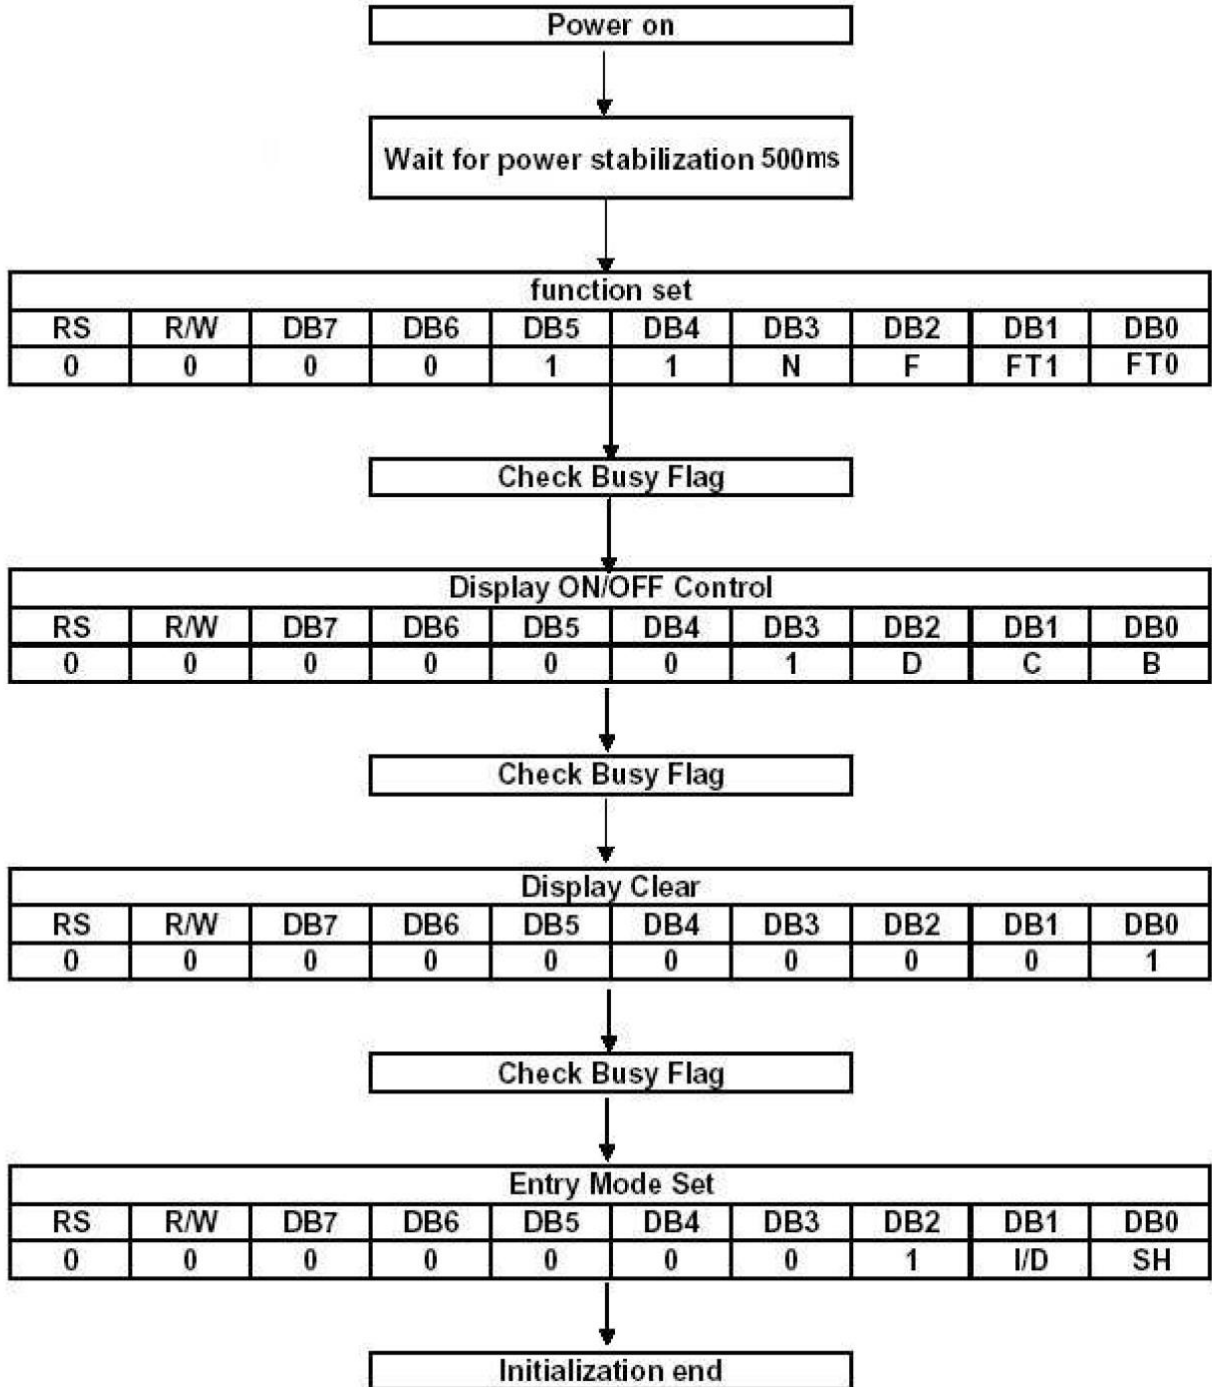 Power on
Wait for power stabilization 500ms
function set
RS R/W DB7 DB6 DB5 DB4 DB3 DB2 DB1 DB0
0 0 0 0 1 1 N F FT1 FT0
Check Busy Flag
Display ON/OFF Control
RS R/W DB7 DB6 DB5 DB4 DB3 DB2 DB1 DB0
0 0 0 0 0 0 1 D C B
Check Busy Flag
Display Clear
RS R/W DB7 DB6 DB5 DB4 DB3 DB2 DB1 DB0
0 0 0 0 0 0 0 0 0 1
Check Busy Flag
Entry Mode Set
RS R/W DB7 DB6 DB5 DB4 DB3 DB2 DB1 DB0
0 0 0 0 0 0 0 1 I/D SH
Initialization end